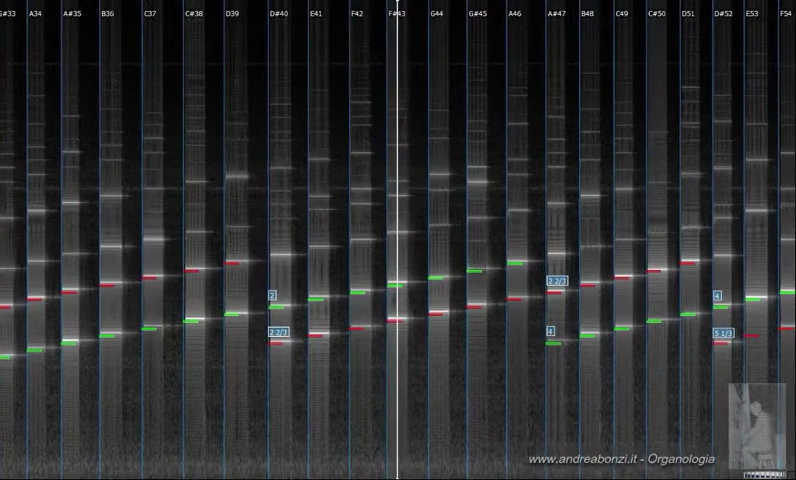 G#33 A34 A#35 B36 C37 C#38 D39 D#40 E41 F42 F#43 G44 G#45 A46 A#47 B48 C49 C#50 D51 D#52 E53 F54
2 2 2/3 4
2 2/3 4 5 1/3
www.andreabonzi.it - Organologia